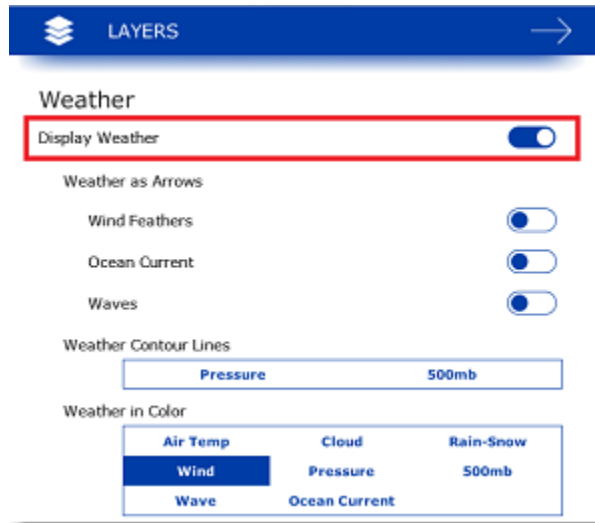 LAYERS
Weather
Display Weather
Weather as Arrows
Wind Feathers
Ocean Current
Waves
Weather Contour Lines
Pressure 500mb
Weather in Color
Air Temp Cloud Rain-Snow
Wind Pressure 500mb
Wave Ocean Current